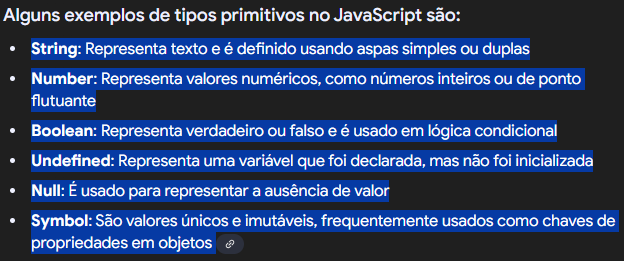 Alguns exemplos de tipos primitivos no JavaScript são:
• String: Representa texto e é definido usando aspas simples ou duplas
• Number: Representa valores numéricos, como números inteiros ou de ponto
flutuante
• Boolean: Representa verdadeiro ou falso e é usado em lógica condicional
• Undefined: Representa uma variável que foi declarada, mas não foi inicializada
• Null: É usado para representar a ausência de valor
• Symbol: São valores únicos e imutáveis, frequentemente usados como chaves de
propriedades em objetos